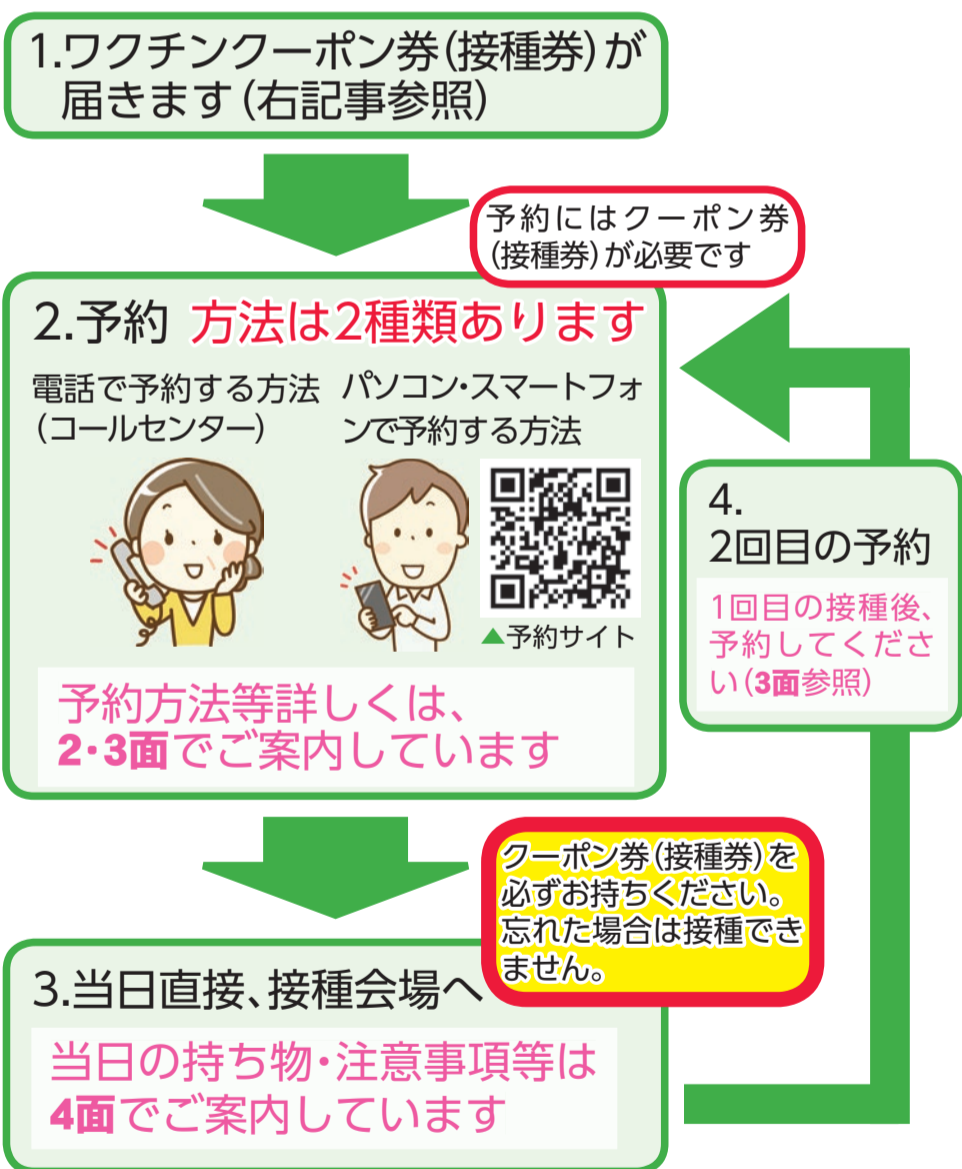 1.ワクチンクーポン券(接種券)が
届きます(右記事参照)
予約にはクーポン券
(接種券)が必要です
2.予約 方法は2種類あります
電話で予約する方法
(コールセンター)
パソコン・スマートフォ
ンで予約する方法
▲予約サイト
予約方法等詳しくは、
2・3面でご案内しています
クーポン券(接種券)を
必ずお持ちください。
忘れた場合は接種でき
ません。
3.当日直接、接種会場へ
当日の持ち物・注意事項等は
4面でご案内しています
4.
2回目の予約
1回目の接種後、
予約してくださ
い(3面参照)